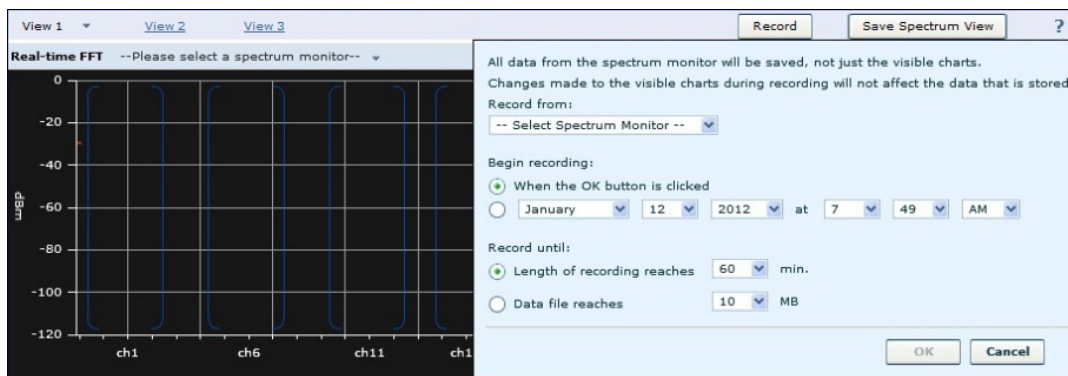 View 1 View 2 View 3 Record Save Spectrum View ?
Real-time FFT --Please select a spectrum monitor--
All data from the spectrum monitor will be saved, not just the visible charts.
Changes made to the visible charts during recording will not affect the data that is stored
Record from:
-- Select Spectrum Monitor --
Begin recording:
When the OK button is clicked
January 12 2012 at 7 49 AM
Record until:
Length of recording reaches 60 min.
Data file reaches 10 MB
OK Cancel
0
-20
-40
-60
-80
-100
-120
dBm
ch1 ch6 ch11 ch1